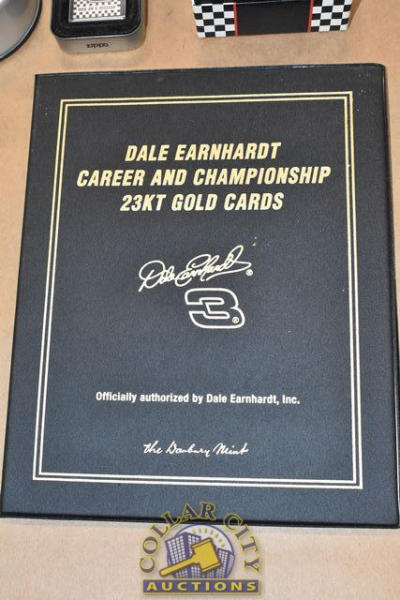 zippo
DALE EARNHARDT
CAREER AND CHAMPIONSHIP
23KT GOLD CARDS
Dale Earnhardt ®
3 ®
Officially authorized by Dale Earnhardt, Inc.
The Danbury Mint
COLLAR CITY
AUCTIONS